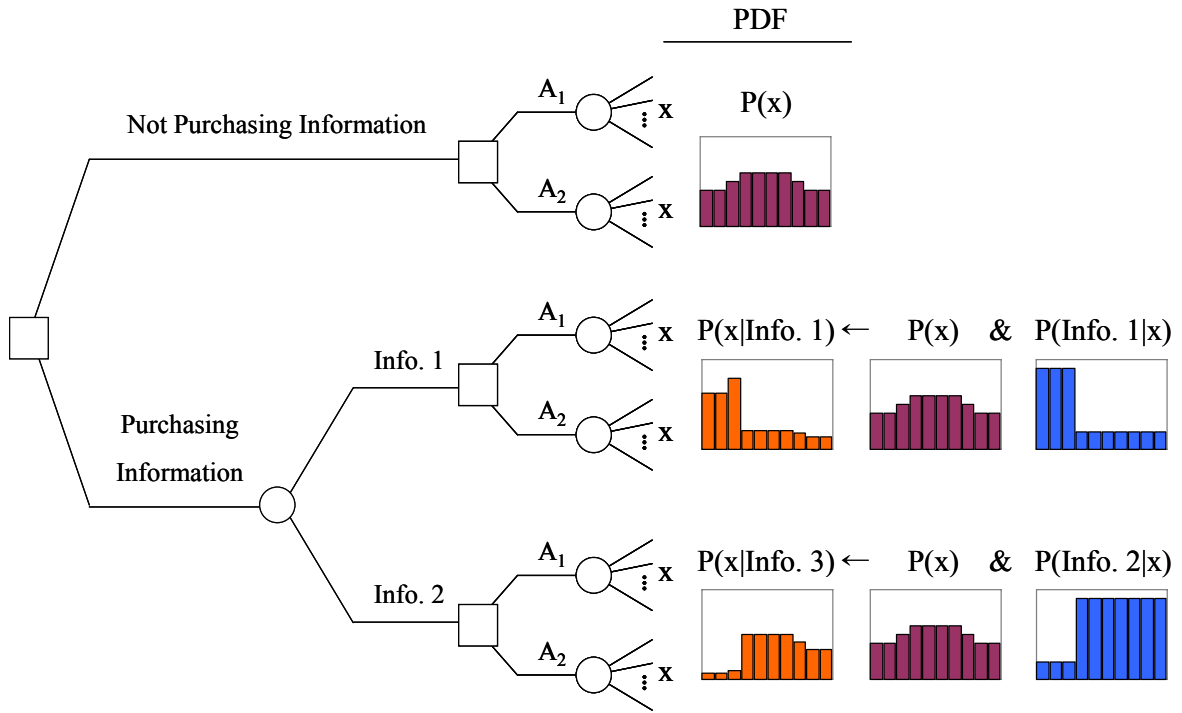 PDF
Not Purchasing Information
A₁
x
P(x)
A₂
x
Purchasing
Information
Info. 1
A₁
x
P(x|Info. 1) ← P(x) & P(Info. 1|x)
A₂
x
Info. 2
A₁
x
P(x|Info. 3) ← P(x) & P(Info. 2|x)
A₂
x